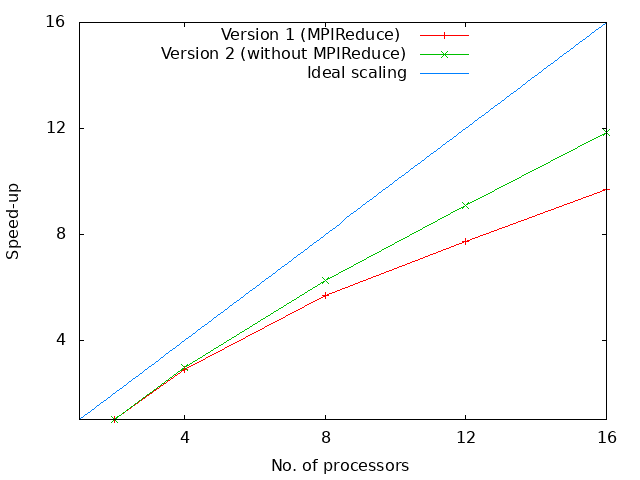 16
Version 1 (MPIReduce)
Version 2 (without MPIReduce)
Ideal scaling
12
Speed-up
8
4
4 8 12 16
No. of processors